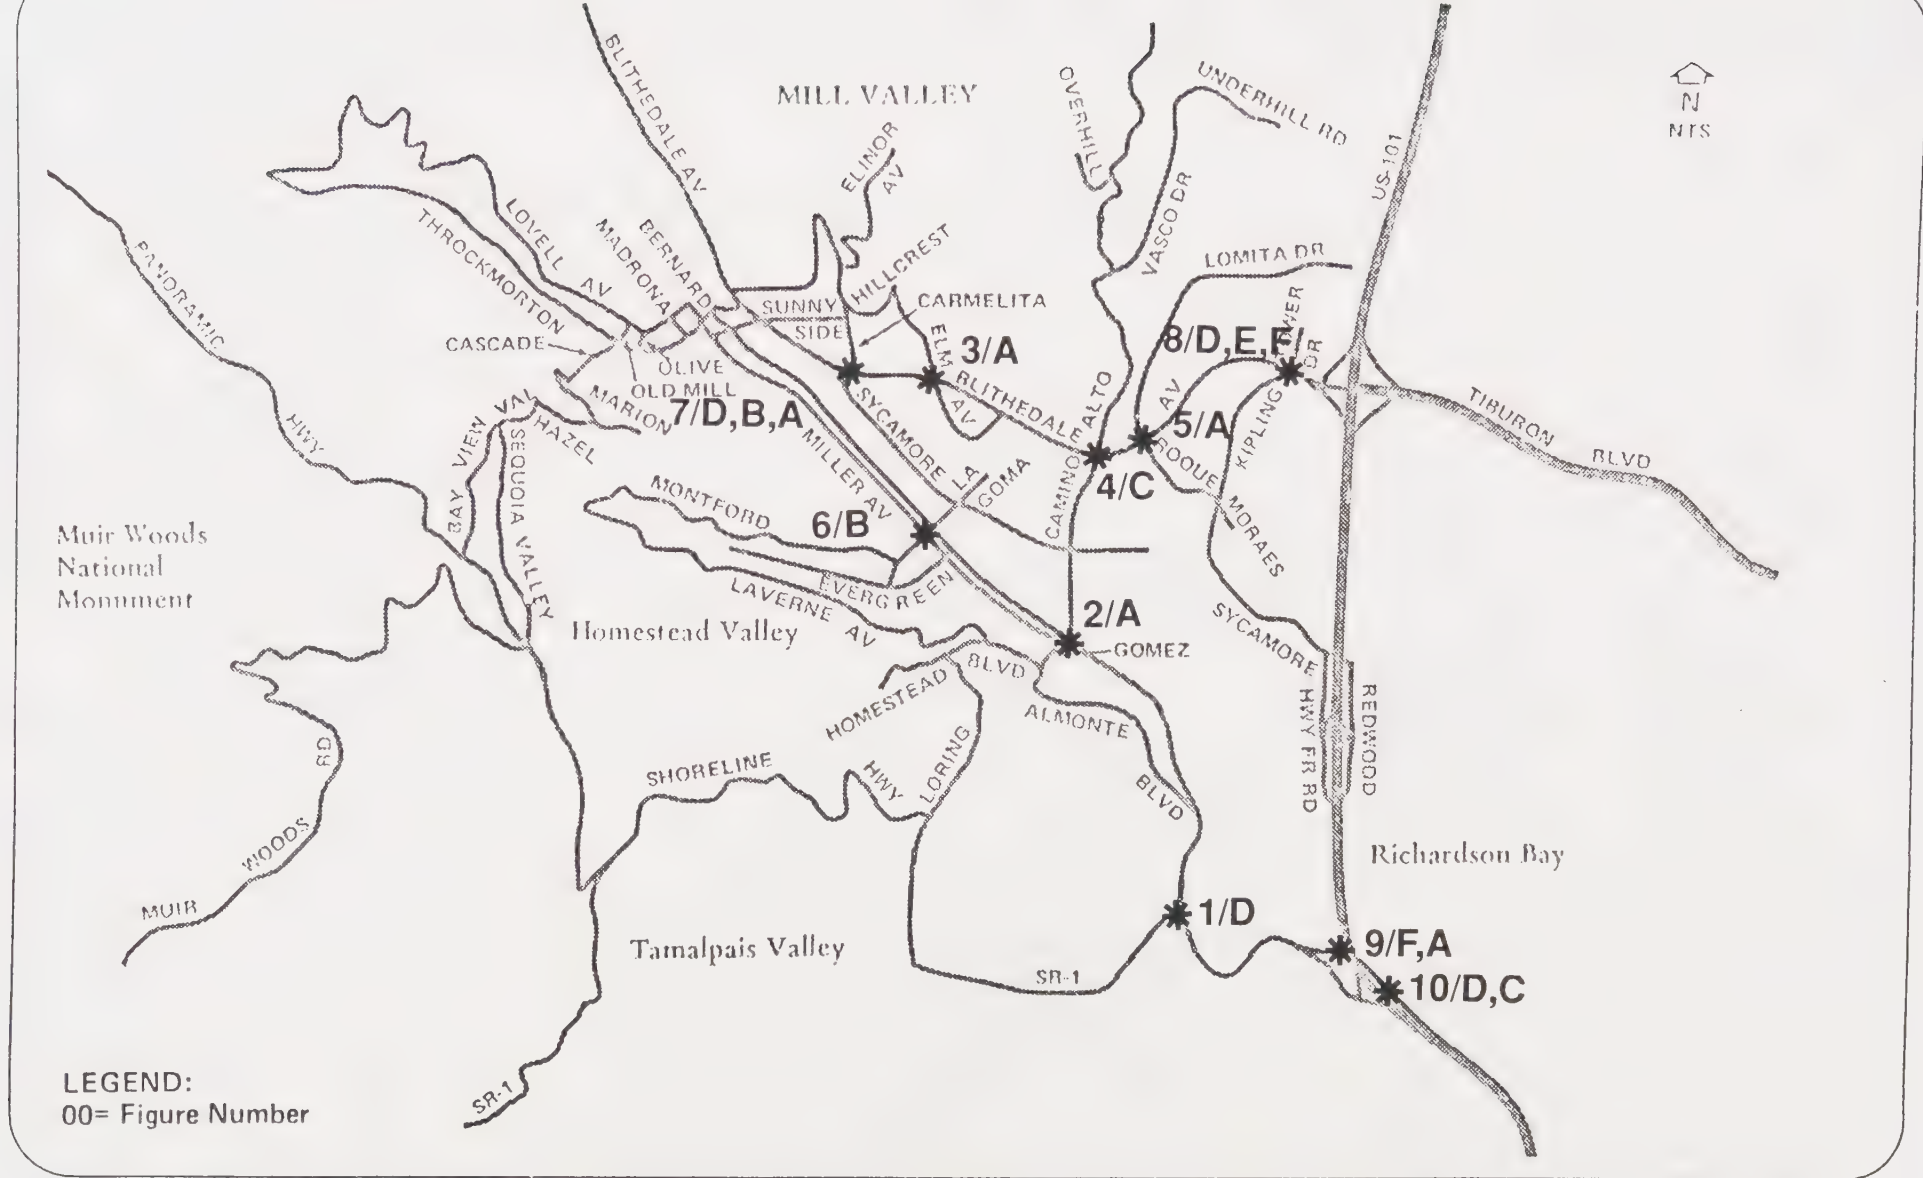 BLITHEDALE AV
MILL VALLEY
ELINOR
AV
OVERHILL
UNDERHILL RD
US-101
N
NTS
PANORAMIC
HWY
THROCKMORTON
LOVELL
AV
MADRONA
BERNARD
SUNNY
SIDE
HILLCREST
CARMELITA
VASCO DR
LOMITA DR
TOWER
DR
8/D,E,F/
CASCADE
OLIVE
OLD MILL
MARION
7/D,B,A
ELM
AV
3/A
BLITHEDALE
CAMINO ALTO
AV
5/A
KIPLING
TIBURON
BLVD
BAY VIEW
VAL
HAZEL
SEQUOIA VALLEY
MILLER AV
SYCAMORE
LA
GOMA
4/C
ROQUE MORAES
Muir Woods
National
Monument
MONTFORD
6/B
EVERGREEN
LAVERNE AV
Homestead Valley
2/A
GOMEZ
SYCAMORE
HOMESTEAD
BLVD
ALMONTE
BLVD
REDWOOD
HWY FR RD
SHORELINE
HWY
LORING
RD
WOODS
MUIR
Richardson Bay
Tamalpais Valley
1/D
SR-1
9/F,A
10/D,C
SR-1
LEGEND:
00= Figure Number